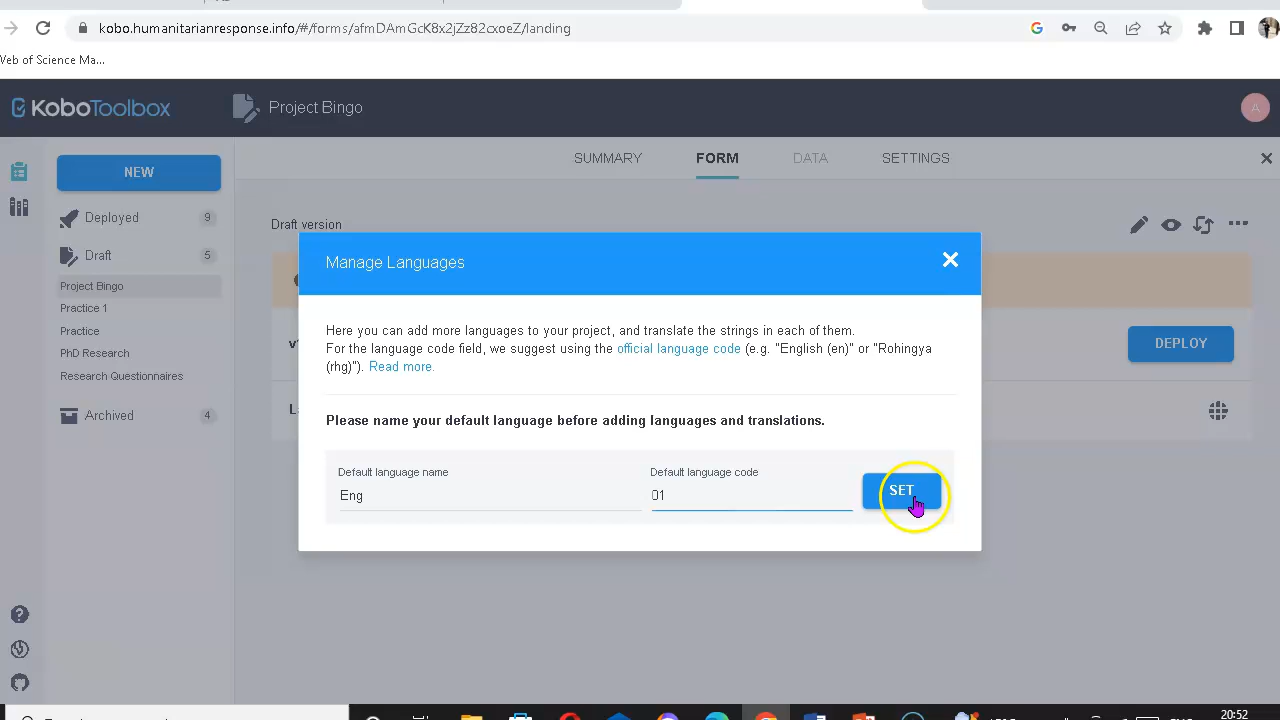 kobo.humanitarianresponse.info/#/forms/afmDAmGcK8x2jZz82cxoeZ/landing
Veb of Science Ma...
KoboToolbox
Project Bingo
A
NEW
SUMMARY
FORM
DATA
SETTINGS
Deployed 9
Draft 5
Project Bingo
Practice 1
Practice
PhD Research
Research Questionnaires
Archived 4
Draft version
DEPLOY
Manage Languages
Here you can add more languages to your project, and translate the strings in each of them.
For the language code field, we suggest using the official language code (e.g. "English (en)" or "Rohingya
(rhg)"). Read more.
Please name your default language before adding languages and translations.
Default language name
Default language code
Eng
01
SET
20:52